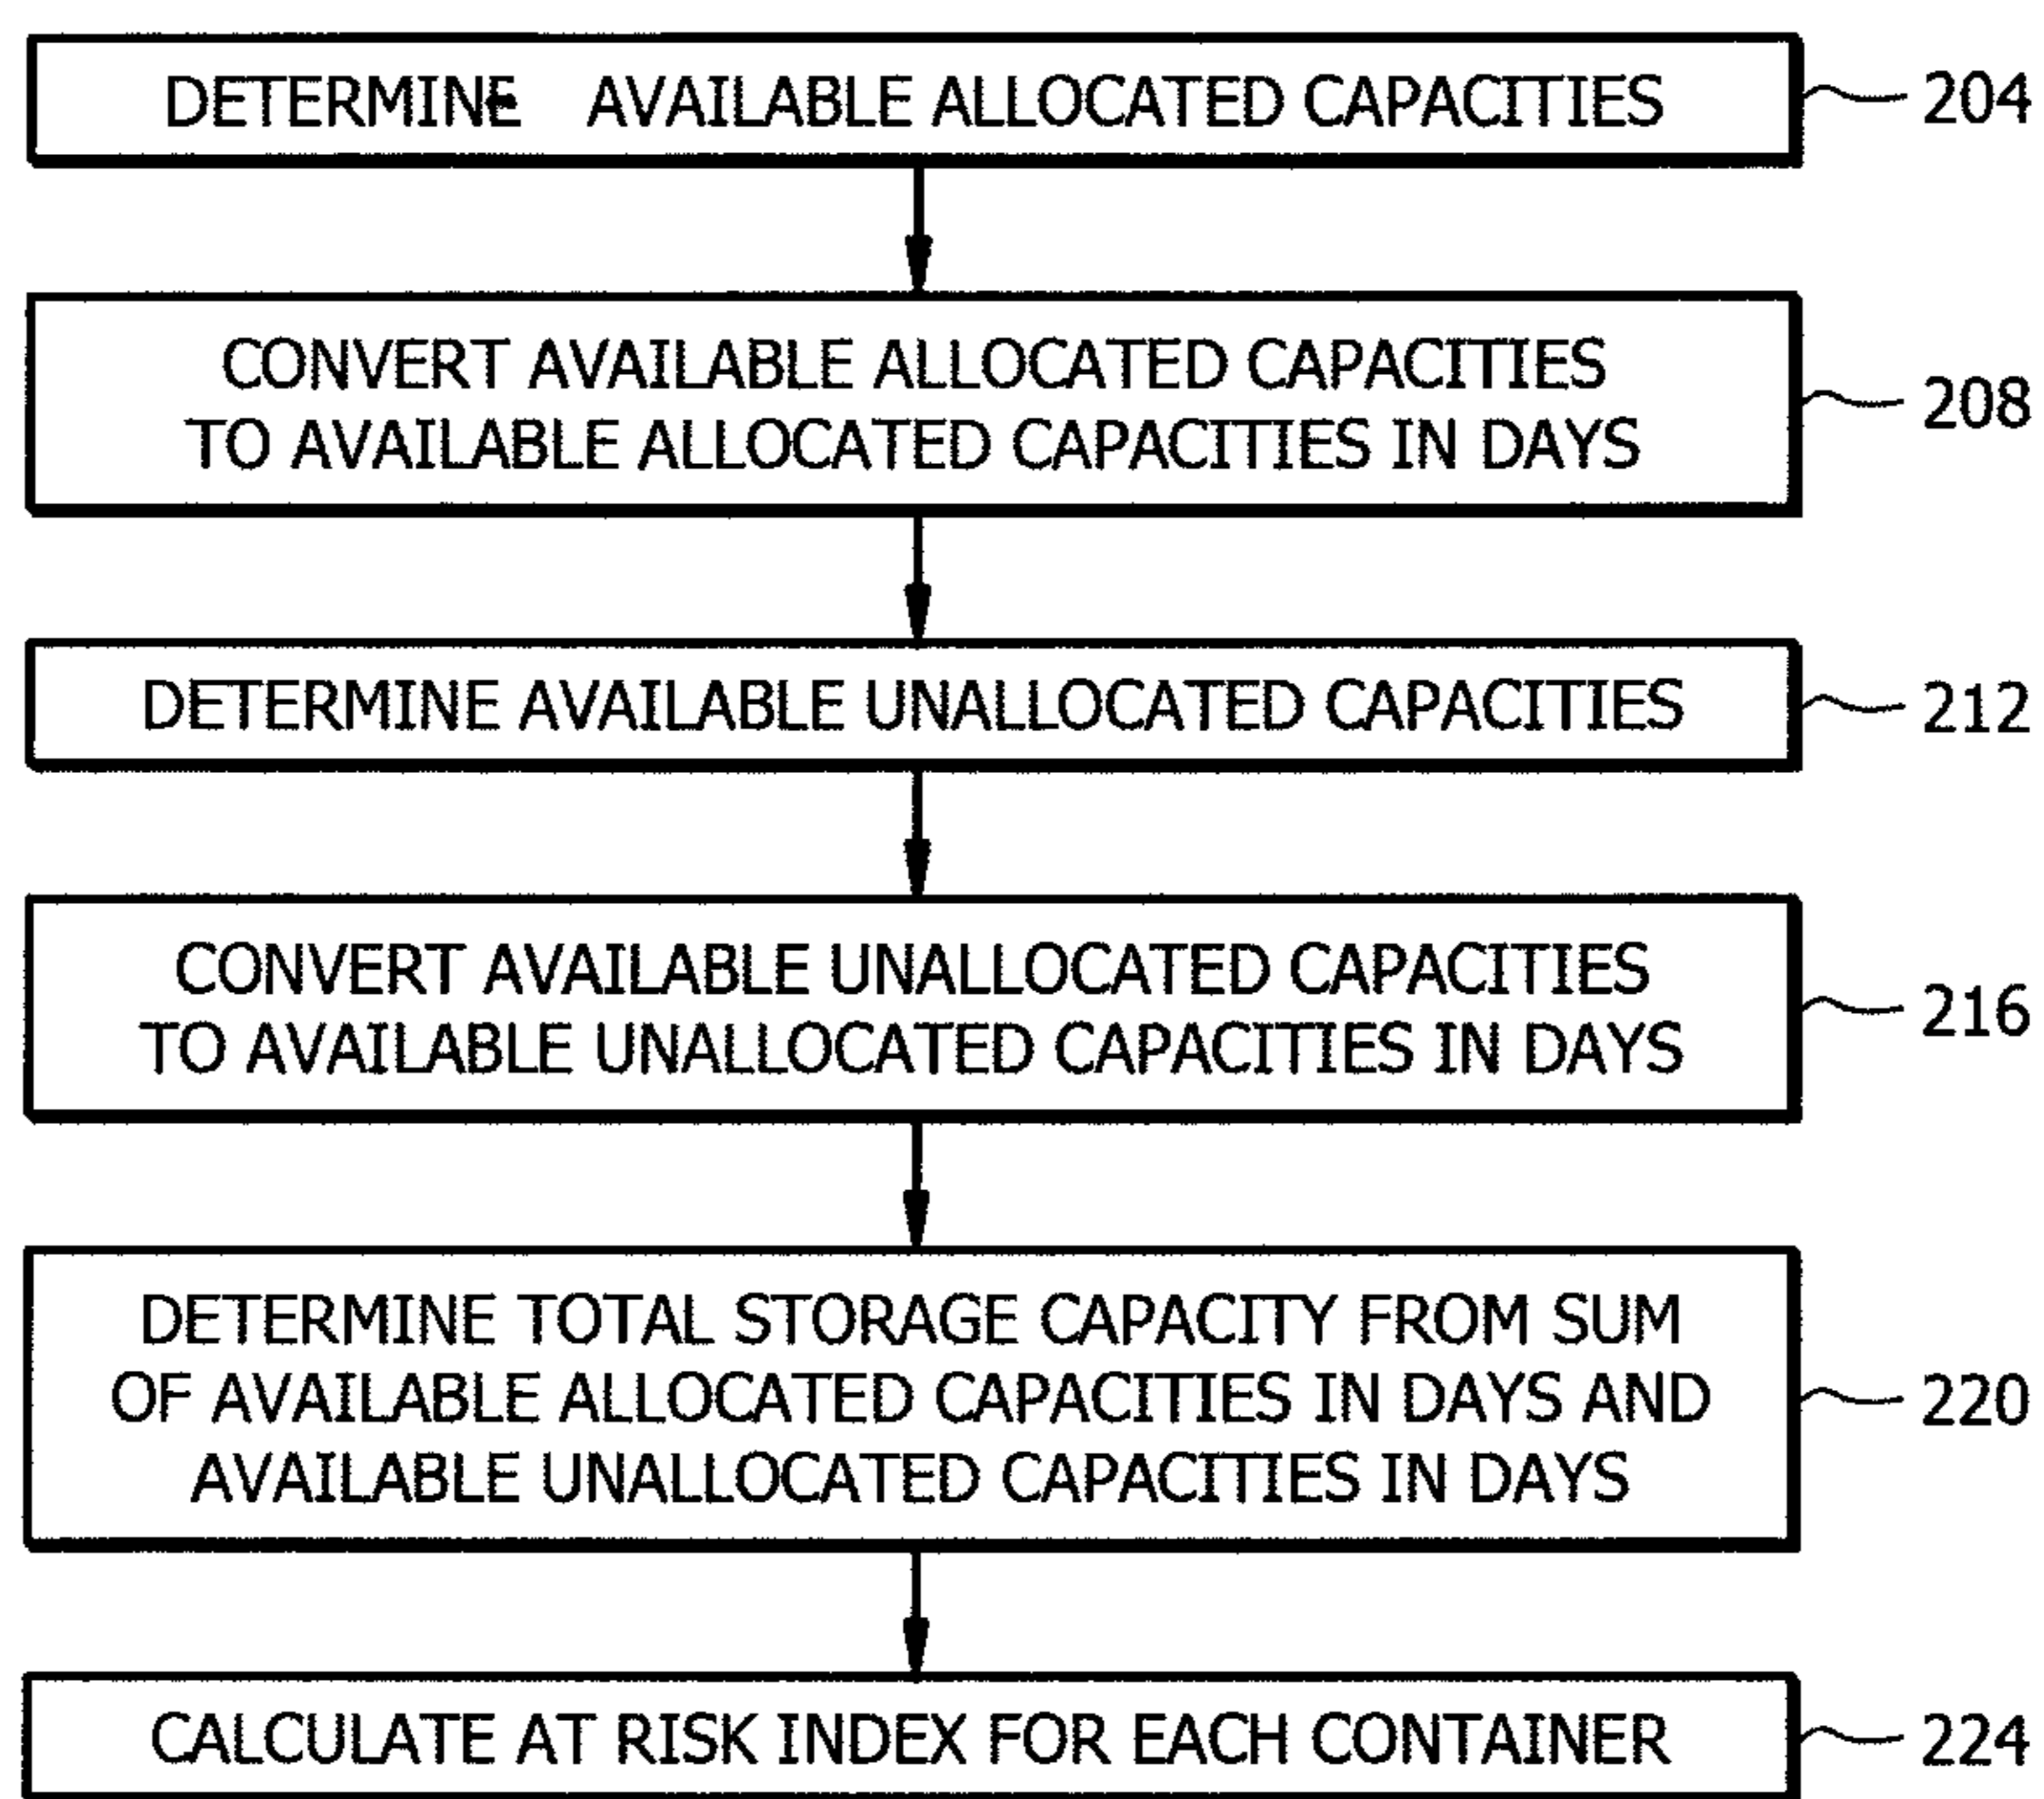 DETERMINE AVAILABLE ALLOCATED CAPACITIES
204
CONVERT AVAILABLE ALLOCATED CAPACITIES
TO AVAILABLE ALLOCATED CAPACITIES IN DAYS
208
DETERMINE AVAILABLE UNALLOCATED CAPACITIES
212
CONVERT AVAILABLE UNALLOCATED CAPACITIES
TO AVAILABLE UNALLOCATED CAPACITIES IN DAYS
216
DETERMINE TOTAL STORAGE CAPACITY FROM SUM
OF AVAILABLE ALLOCATED CAPACITIES IN DAYS AND
AVAILABLE UNALLOCATED CAPACITIES IN DAYS
220
CALCULATE AT RISK INDEX FOR EACH CONTAINER
224